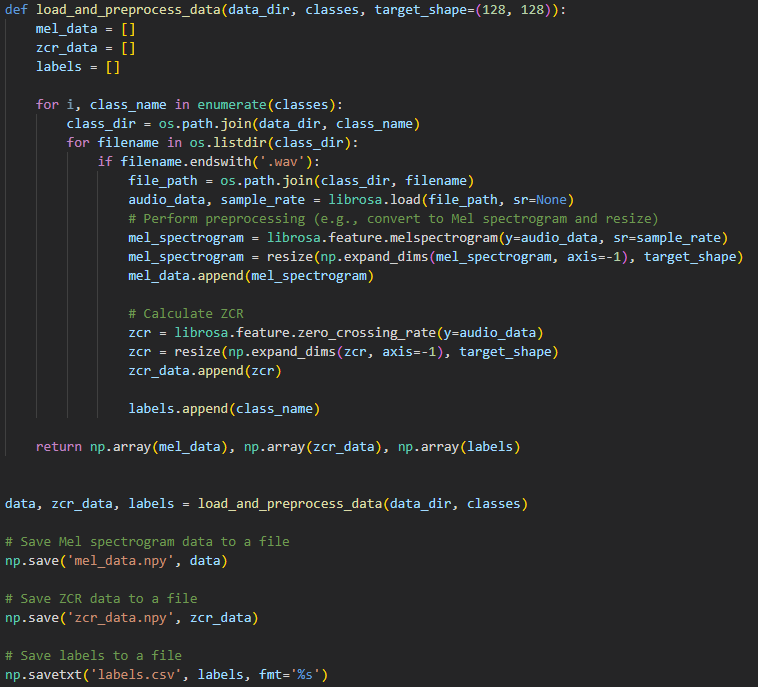 def load_and_preprocess_data(data_dir, classes, target_shape=(128, 128)):
    mel_data = []
    zcr_data = []
    labels = []

    for i, class_name in enumerate(classes):
        class_dir = os.path.join(data_dir, class_name)
        for filename in os.listdir(class_dir):
            if filename.endswith('.wav'):
                file_path = os.path.join(class_dir, filename)
                audio_data, sample_rate = librosa.load(file_path, sr=None)
                # Perform preprocessing (e.g., convert to Mel spectrogram and resize)
                mel_spectrogram = librosa.feature.melspectrogram(y=audio_data, sr=sample_rate)
                mel_spectrogram = resize(np.expand_dims(mel_spectrogram, axis=-1), target_shape)
                mel_data.append(mel_spectrogram)

                # Calculate ZCR
                zcr = librosa.feature.zero_crossing_rate(y=audio_data)
                zcr = resize(np.expand_dims(zcr, axis=-1), target_shape)
                zcr_data.append(zcr)

                labels.append(class_name)

    return np.array(mel_data), np.array(zcr_data), np.array(labels)


data, zcr_data, labels = load_and_preprocess_data(data_dir, classes)

# Save Mel spectrogram data to a file
np.save('mel_data.npy', data)

# Save ZCR data to a file
np.save('zcr_data.npy', zcr_data)

# Save labels to a file
np.savetxt('labels.csv', labels, fmt='%s')